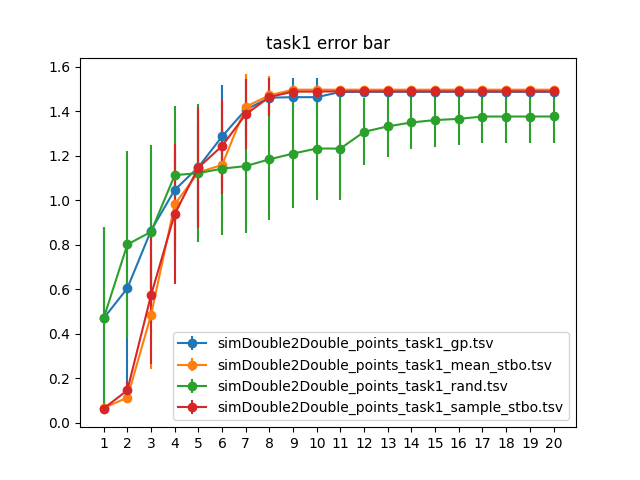 task1 error bar
1.6
1.4
1.2
1.0
0.8
0.6
0.4
0.2
0.0
simDouble2Double_points_task1_gp.tsv
simDouble2Double_points_task1_mean_stbo.tsv
simDouble2Double_points_task1_rand.tsv
simDouble2Double_points_task1_sample_stbo.tsv
1 2 3 4 5 6 7 8 9 10 11 12 13 14 15 16 17 18 19 20